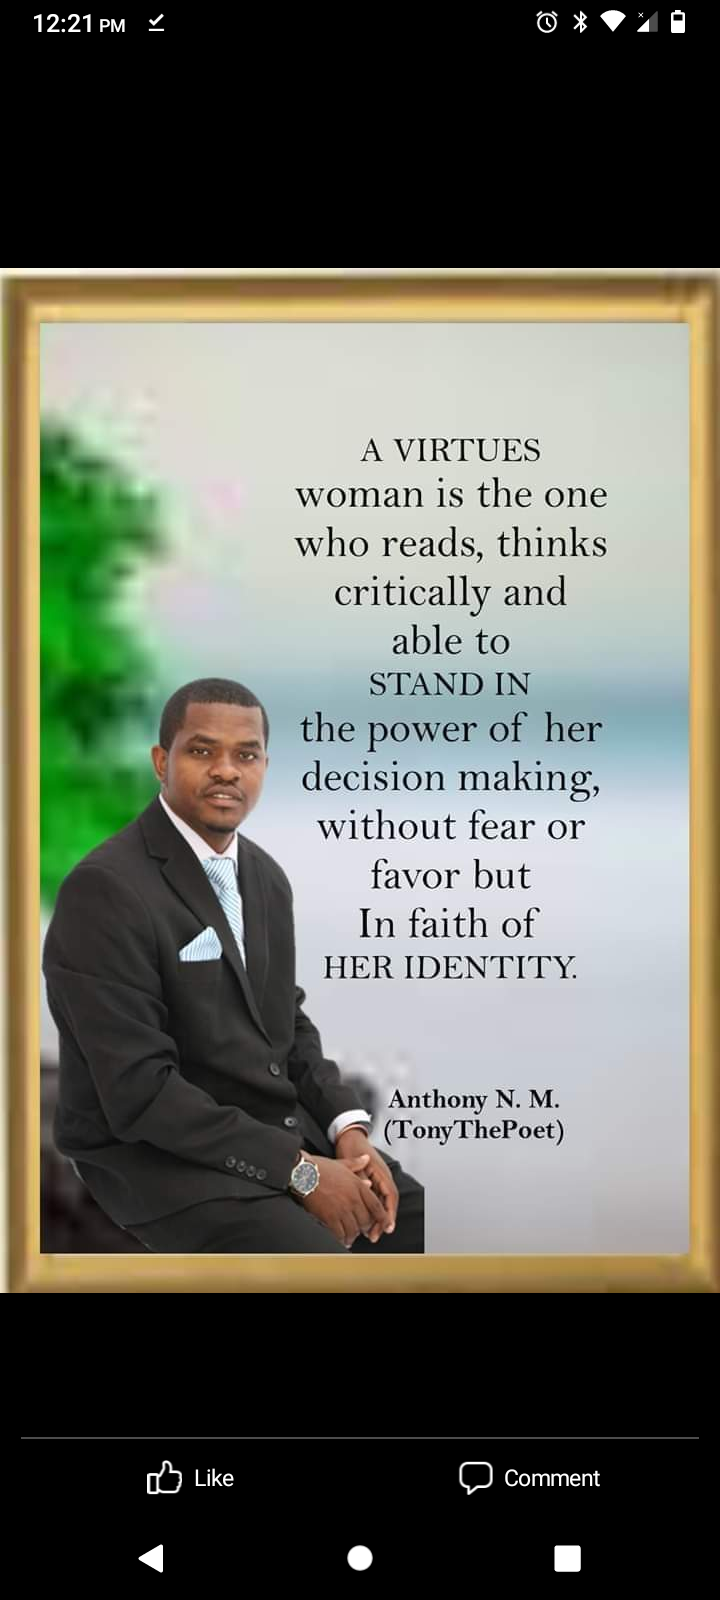 12:21 PM
A VIRTUES
woman is the one
who reads, thinks
critically and
able to
STAND IN
the power of her
decision making,
without fear or
favor but
In faith of
HER IDENTITY.
Anthony N. M.
(TonyThePoet)
Like
Comment